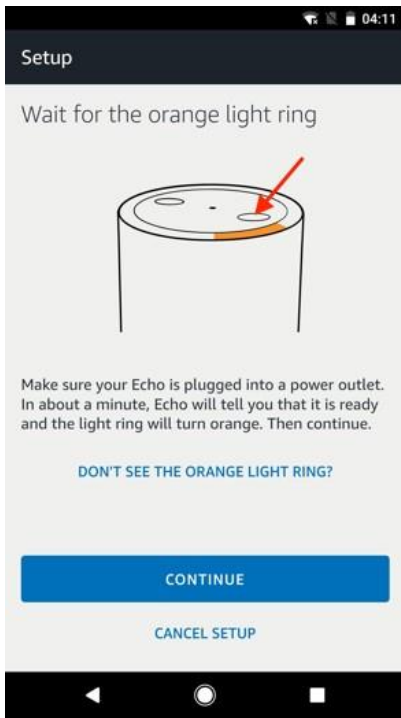 04:11
Setup
Wait for the orange light ring
Make sure your Echo is plugged into a power outlet.
In about a minute, Echo will tell you that it is ready
and the light ring will turn orange. Then continue.
DON'T SEE THE ORANGE LIGHT RING?
CONTINUE
CANCEL SETUP